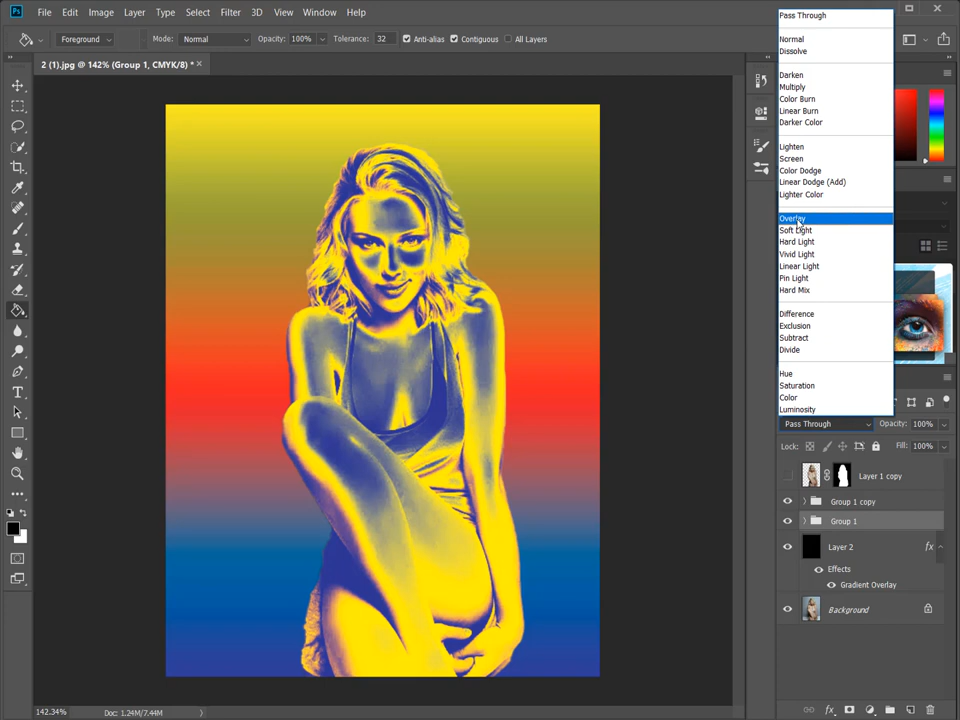 Ps File Edit Image Layer Type Select Filter 3D View Window Help
Foreground Mode: Normal Opacity: 100% Tolerance: 32 Anti-alias Contiguous All Layers
2 (1).jpg @ 142% (Group 1, CMYK/8) *
Pass Through
Normal
Dissolve
Darken
Multiply
Color Burn
Linear Burn
Darker Color
Lighten
Screen
Color Dodge
Linear Dodge (Add)
Lighter Color
Overlay
Soft Light
Hard Light
Vivid Light
Linear Light
Pin Light
Hard Mix
Difference
Exclusion
Subtract
Divide
Hue
Saturation
Color
Luminosity
Pass Through Opacity: 100%
Lock: Fill: 100%
Layer 1 copy
Group 1 copy
Group 1
Layer 2 fx
Effects
Gradient Overlay
Background
142.34% Doc: 1.24M/7.44M
fx